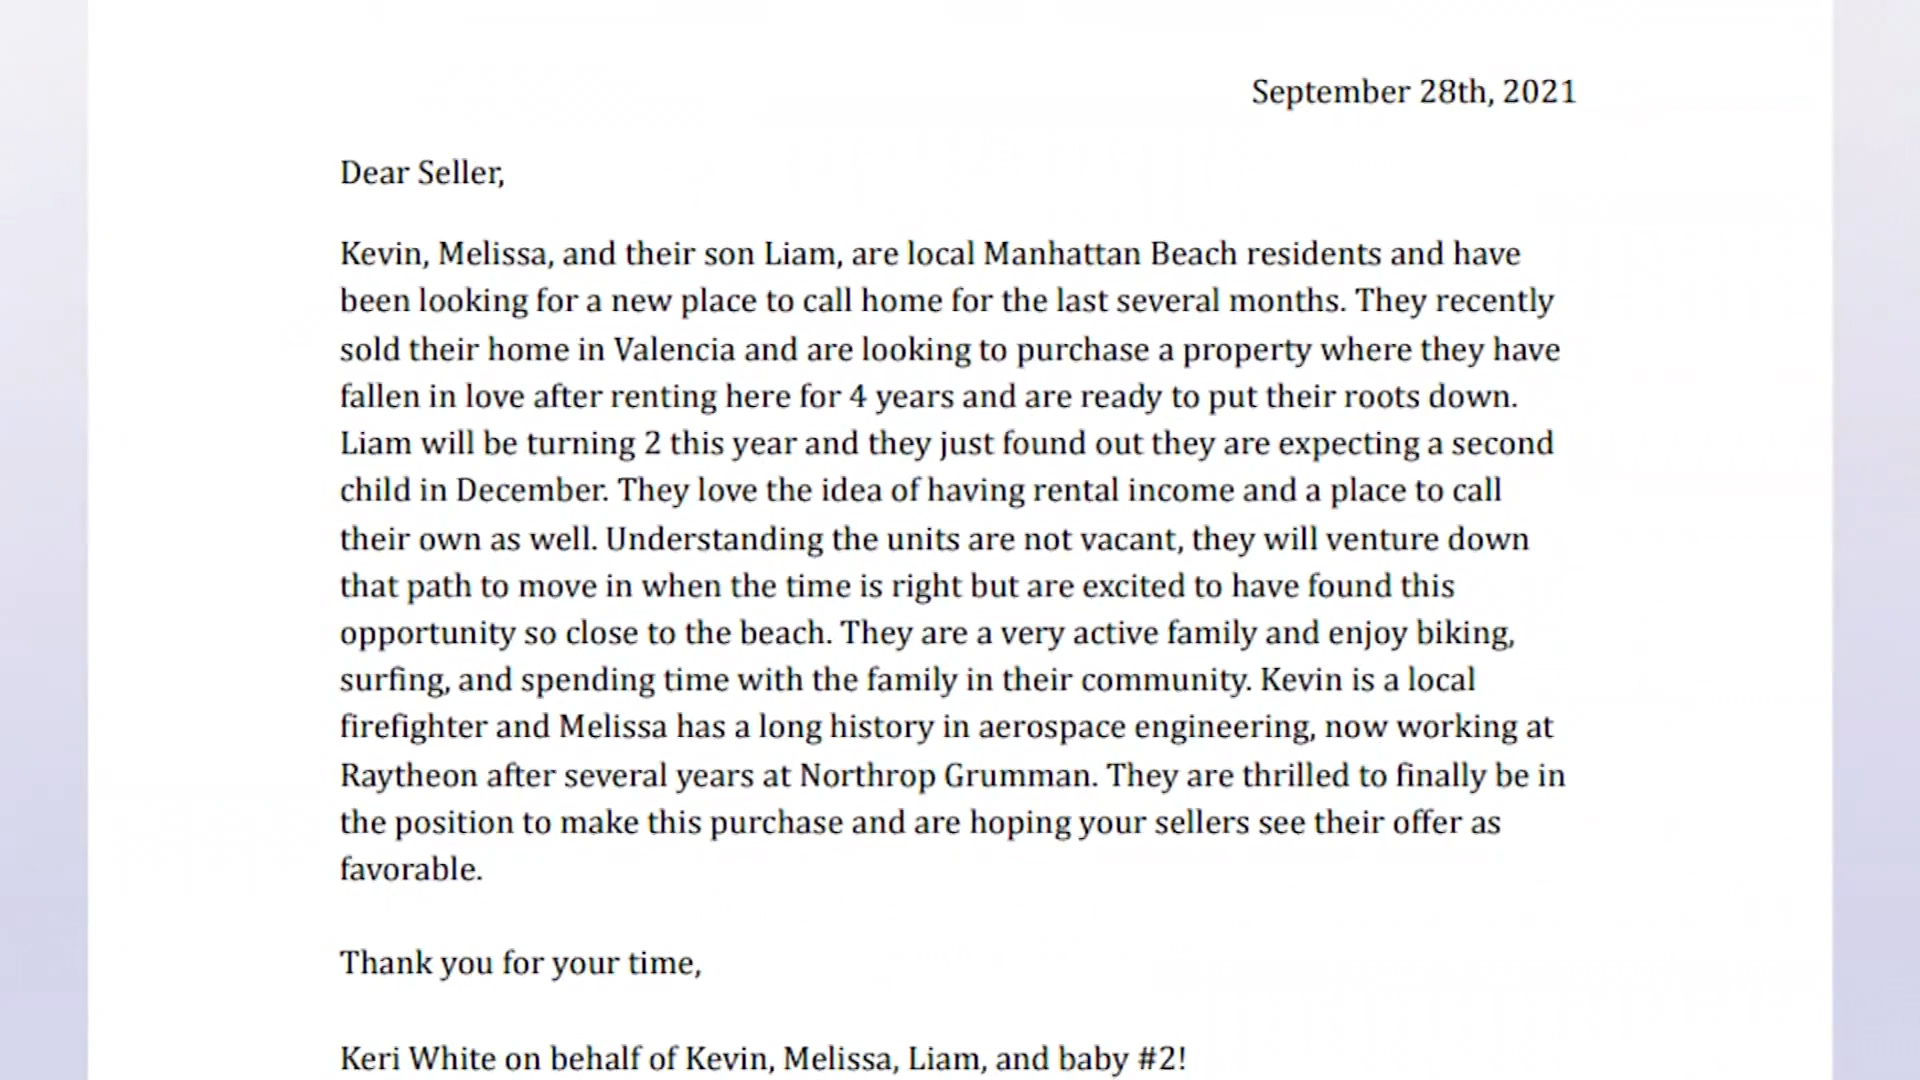 September 28th, 2021
Dear Seller,
Kevin, Melissa, and their son Liam, are local Manhattan Beach residents and have
been looking for a new place to call home for the last several months. They recently
sold their home in Valencia and are looking to purchase a property where they have
fallen in love after renting here for 4 years and are ready to put their roots down.
Liam will be turning 2 this year and they just found out they are expecting a second
child in December. They love the idea of having rental income and a place to call
their own as well. Understanding the units are not vacant, they will venture down
that path to move in when the time is right but are excited to have found this
opportunity so close to the beach. They are a very active family and enjoy biking,
surfing, and spending time with the family in their community. Kevin is a local
firefighter and Melissa has a long history in aerospace engineering, now working at
Raytheon after several years at Northrop Grumman. They are thrilled to finally be in
the position to make this purchase and are hoping your sellers see their offer as
favorable.
Thank you for your time,
Keri White on behalf of Kevin, Melissa, Liam, and baby #2!